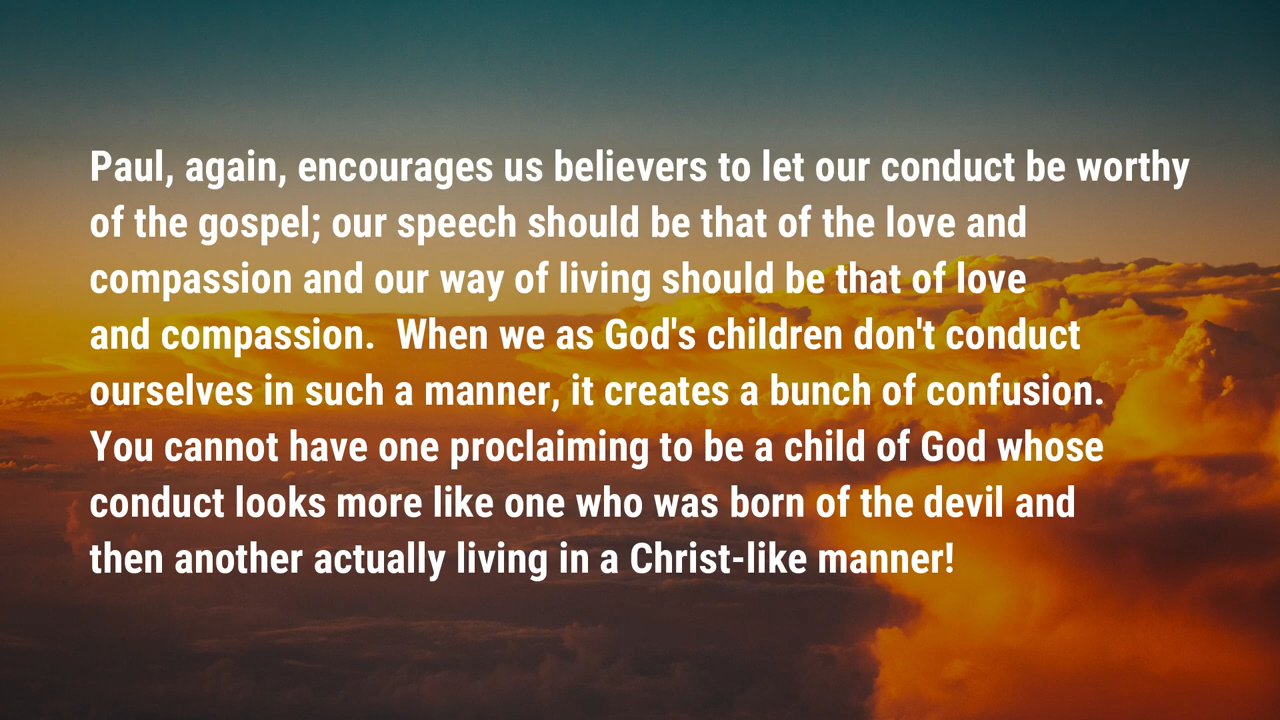 Paul, again, encourages us believers to let our conduct be worthy
of the gospel; our speech should be that of the love and
compassion and our way of living should be that of love
and compassion.  When we as God's children don't conduct
ourselves in such a manner, it creates a bunch of confusion.
You cannot have one proclaiming to be a child of God whose
conduct looks more like one who was born of the devil and
then another actually living in a Christ-like manner!